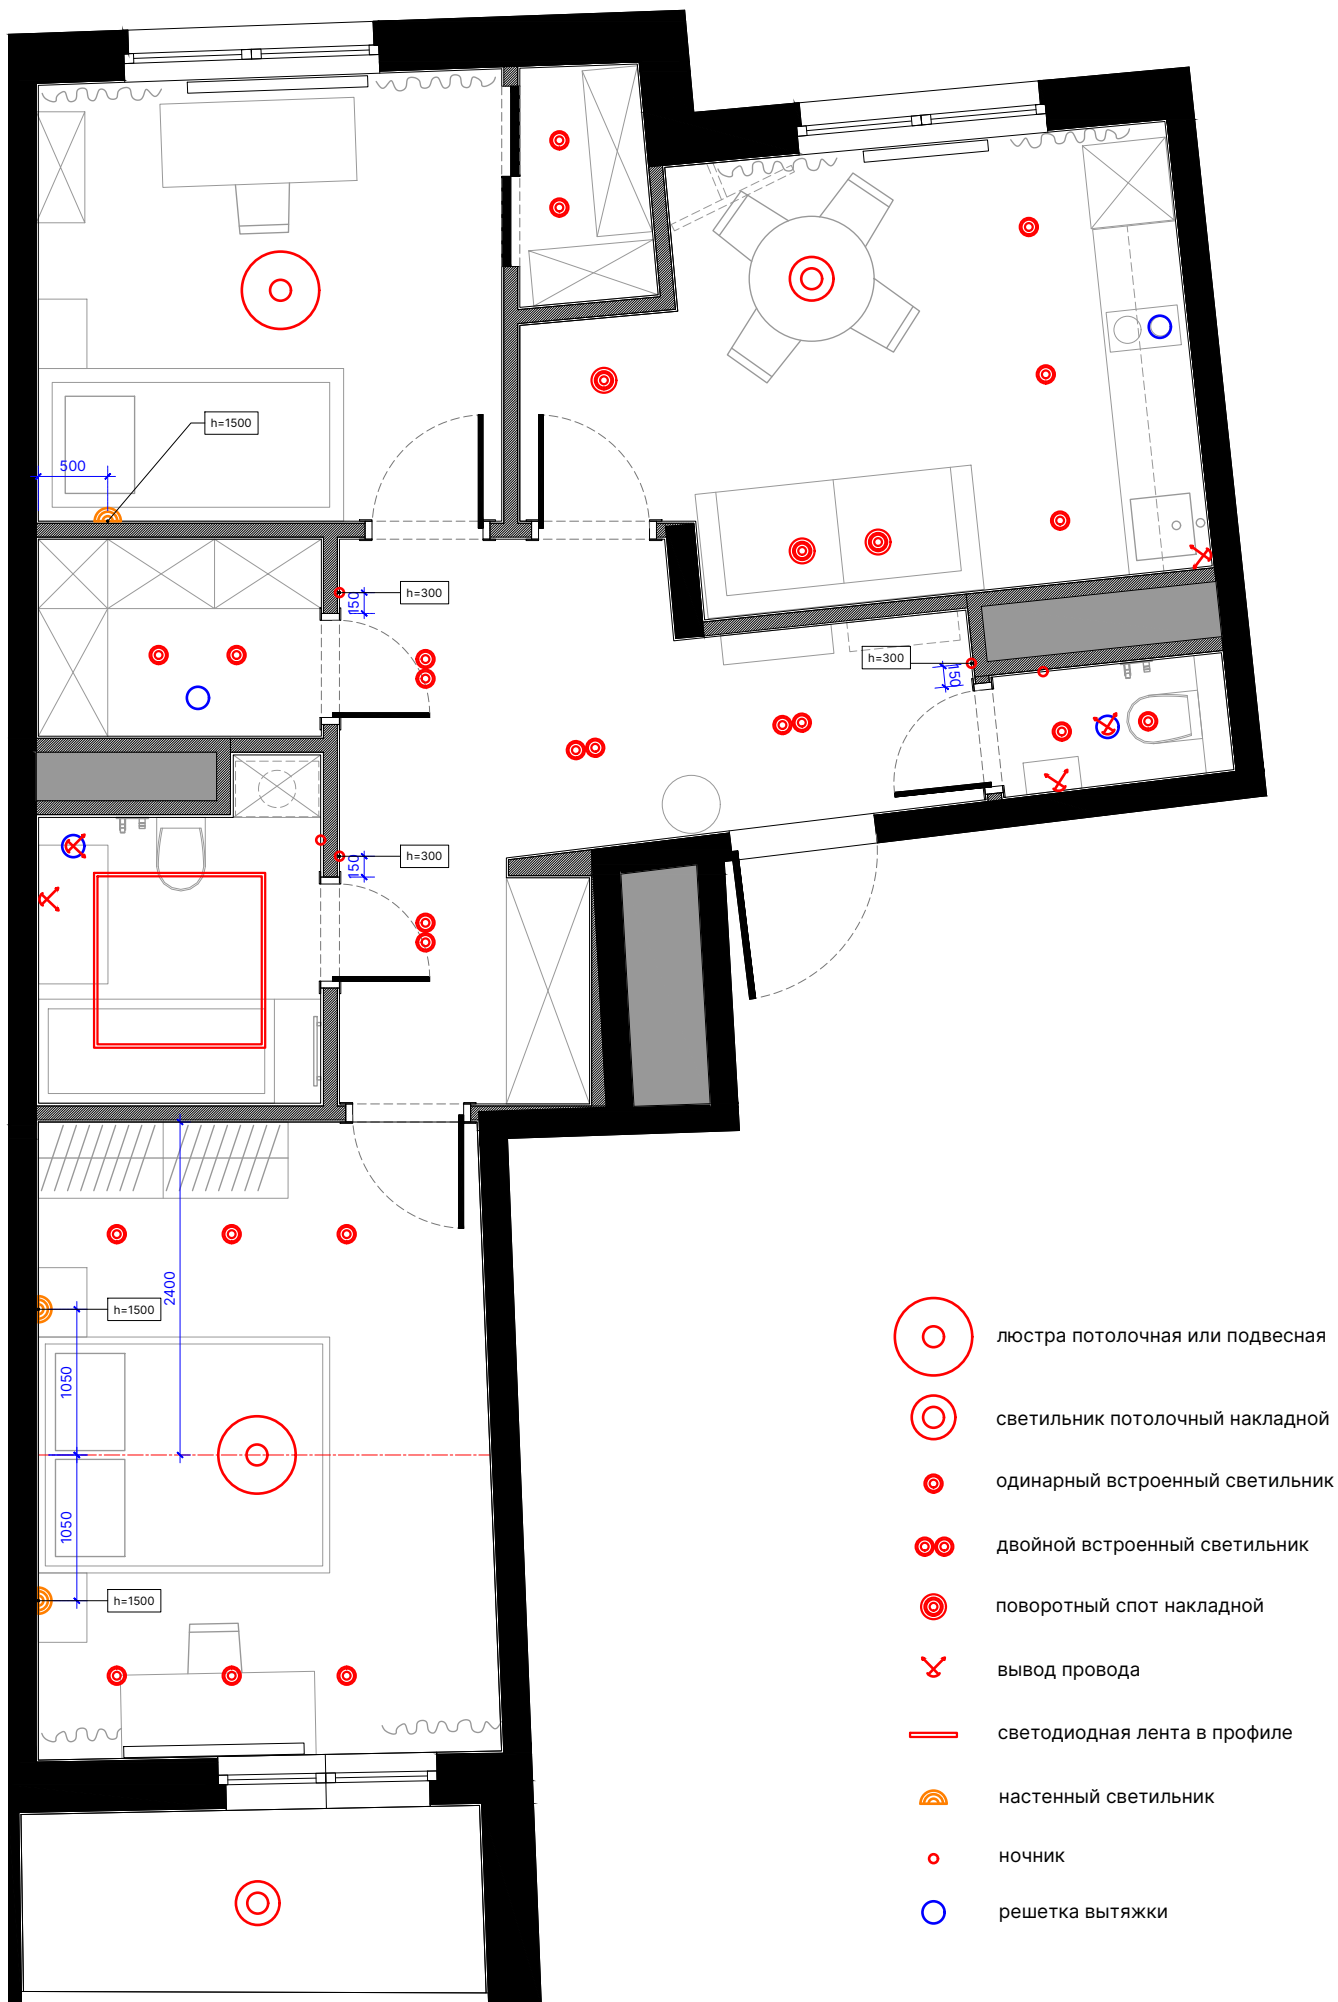 h=1500
500
h=300
150
h=300
150
h=300
150
2400
h=1500
1050
1050
h=1500
люстра потолочная или подвесная
светильник потолочный накладной
одинарный встроенный светильник
двойной встроенный светильник
поворотный спот накладной
вывод провода
светодиодная лента в профиле
настенный светильник
ночник
решетка вытяжки